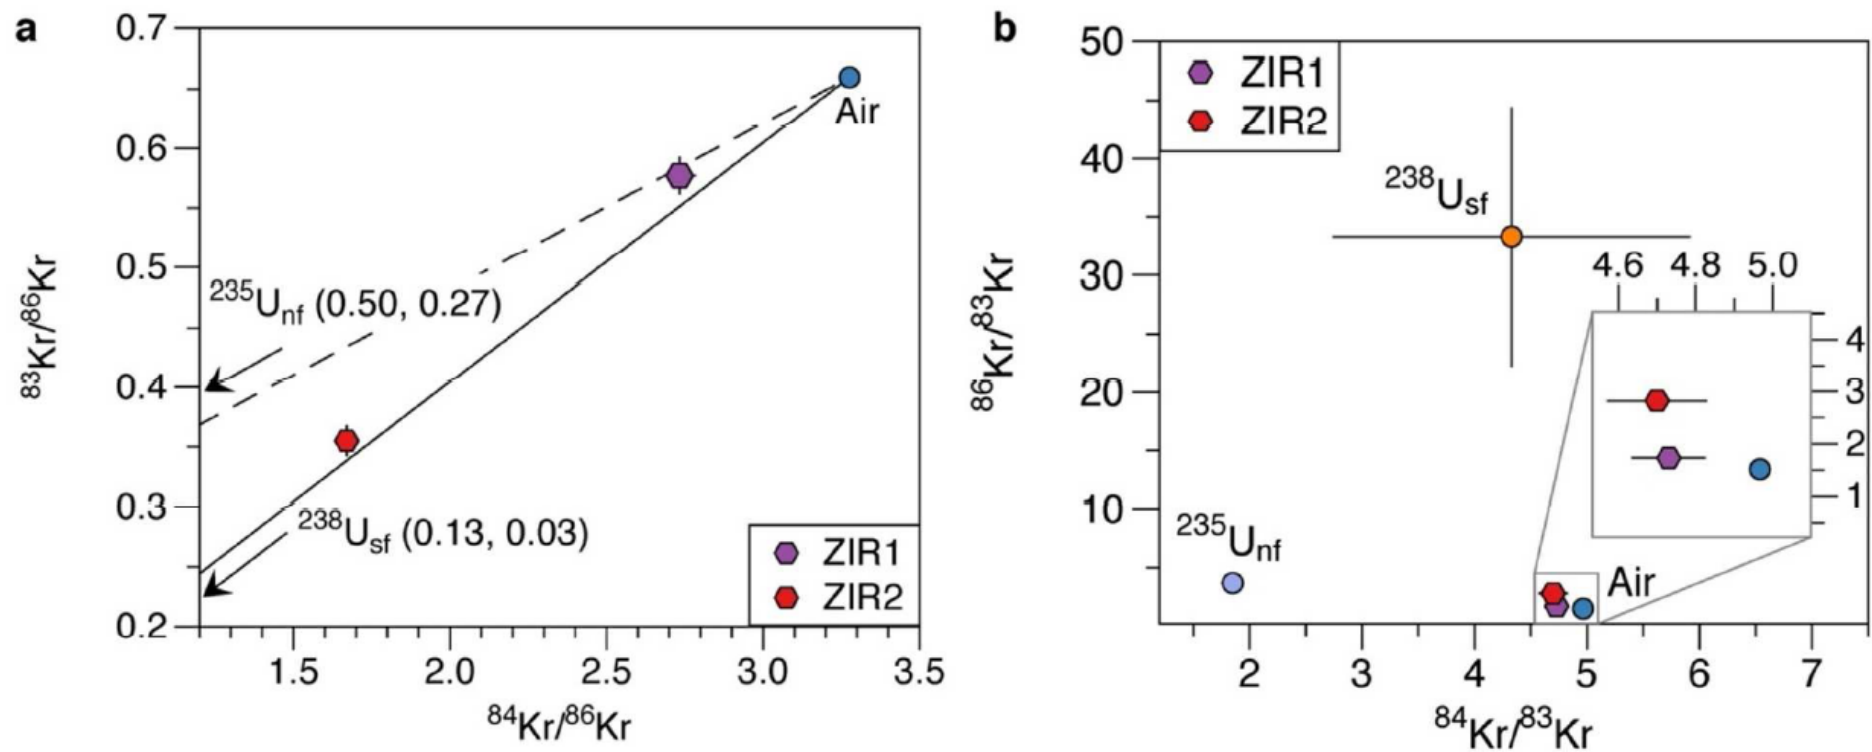 a
0.7
0.6
0.5
0.4
0.3
0.2
⁸³Kr/⁸⁶Kr
Air
²³⁵Uₙf (0.50, 0.27)
²³⁸Usf (0.13, 0.03)
ZIR1
ZIR2
1.5 2.0 2.5 3.0 3.5
⁸⁴Kr/⁸⁶Kr
b
50
40
30
20
10
⁸⁶Kr/⁸³Kr
ZIR1
ZIR2
²³⁸Usf
4.6 4.8 5.0
4
3
2
1
²³⁵Uₙf
Air
2 3 4 5 6 7
⁸⁴Kr/⁸³Kr